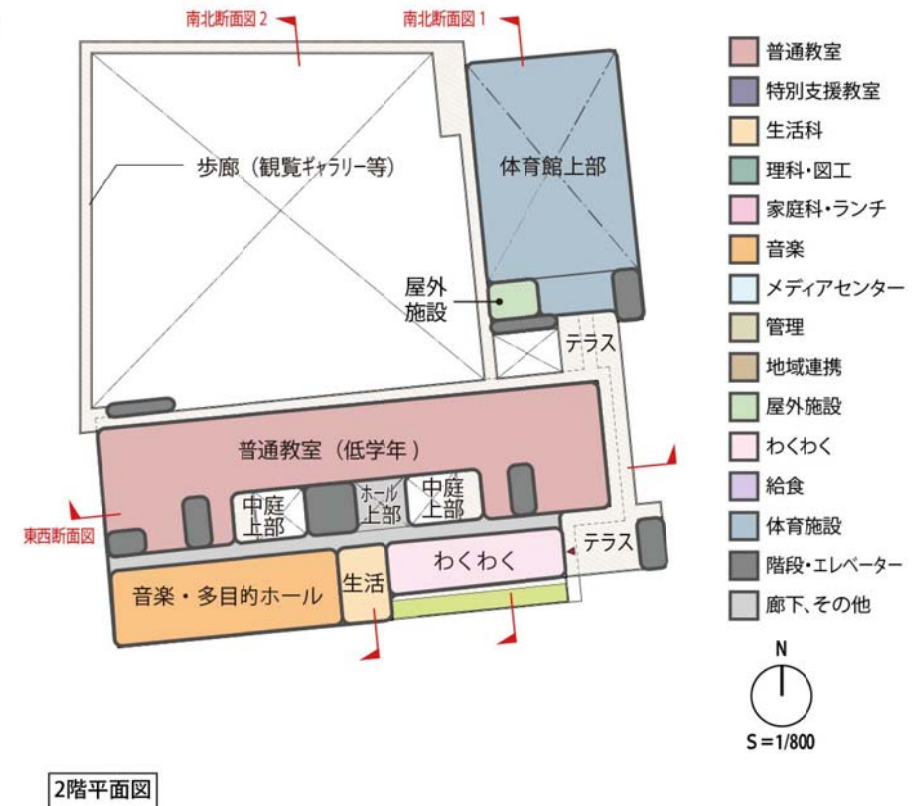 南北断面図 2
南北断面図 1
歩廊（観覧ギャラリー等）
体育館上部
屋外
施設
テラス
普通教室（低学年）
中庭
上部
ホール
上部
中庭
上部
東西断面図
テラス
わくわく
生活
音楽・多目的ホール
普通教室
特別支援教室
生活科
理科・図工
家庭科・ランチ
音楽
メディアセンター
管理
地域連携
屋外施設
わくわく
給食
体育施設
階段・エレベーター
廊下、その他
N
S＝1/800
2階平面図